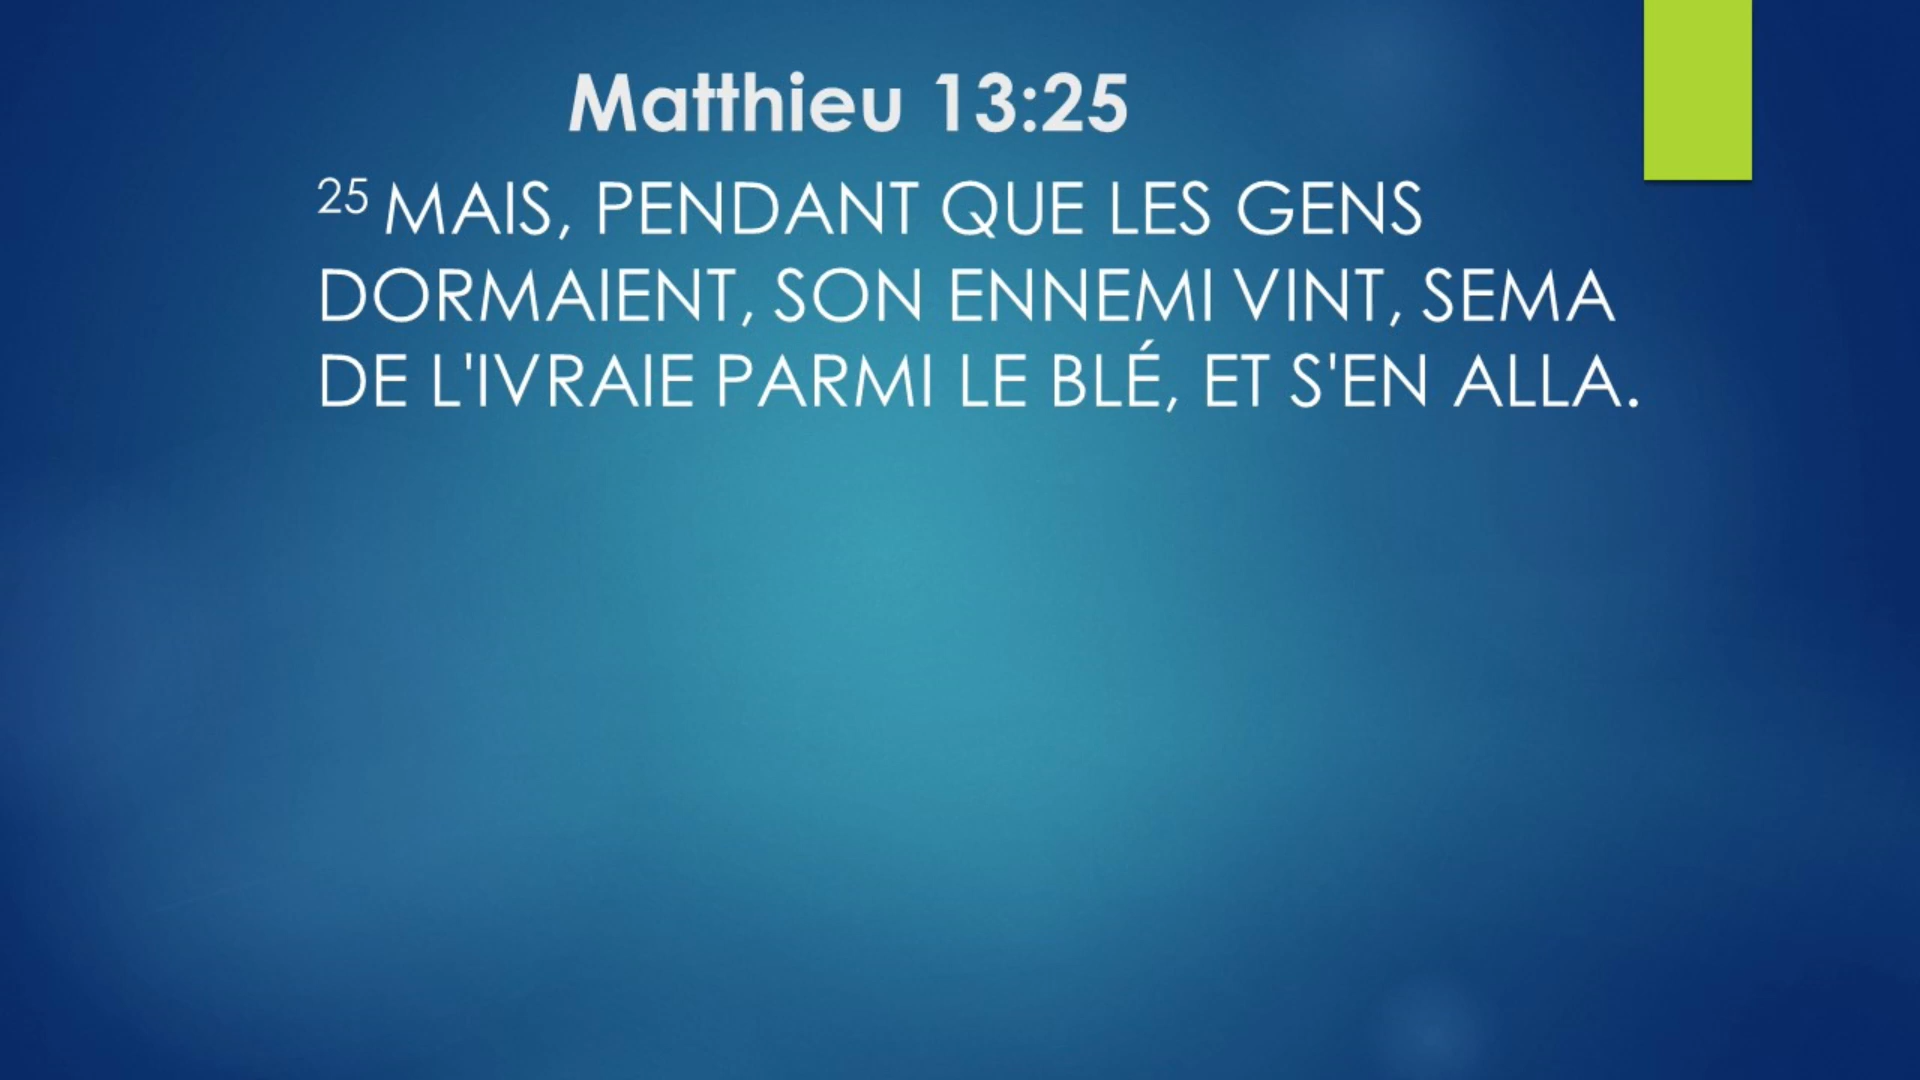 Matthieu 13:25
25 MAIS, PENDANT QUE LES GENS
DORMAIENT, SON ENNEMI VINT, SEMA
DE L'IVRAIE PARMI LE BLÉ, ET S'EN ALLA.